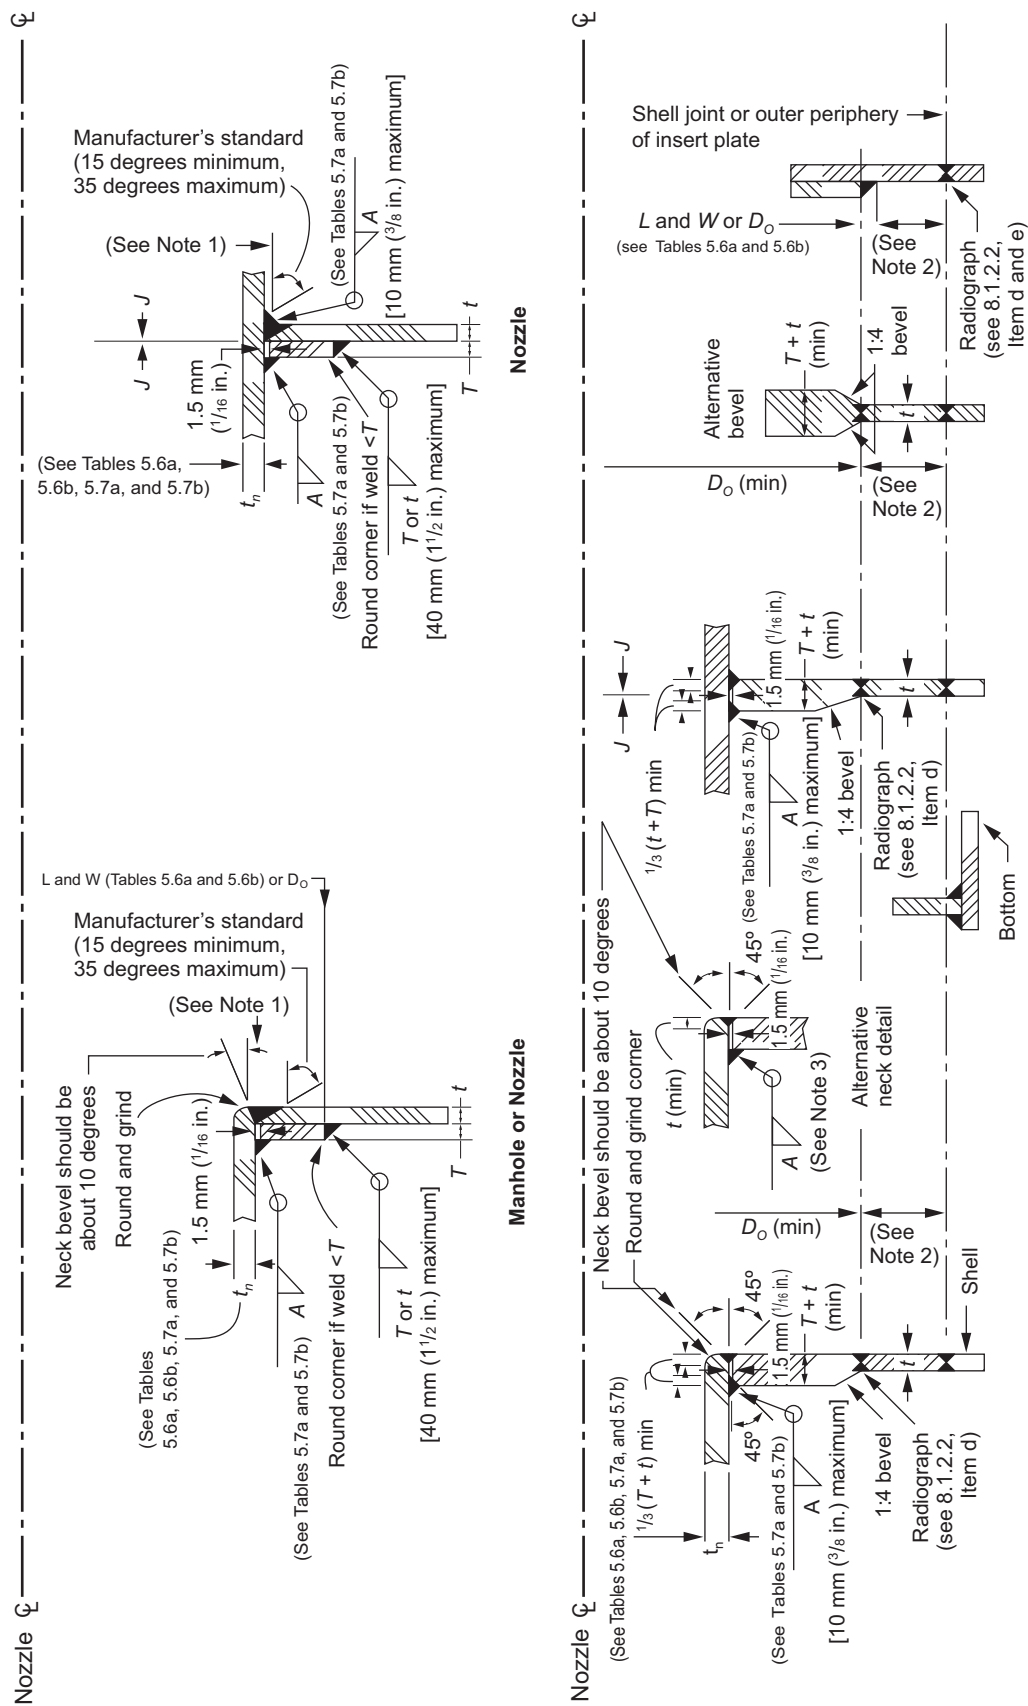 Nozzle ℄
℄
Neck bevel should be
about 10 degrees
Round and grind
1.5 mm (1/16 in.)
(See Tables
5.6a, 5.6b, 5.7a, and 5.7b)
tn
A
(See Tables 5.7a and 5.7b)
Round corner if weld <T
T or t
[40 mm (1 1/2 in.) maximum]
L and W (Tables 5.6a and 5.6b) or DO
Manufacturer's standard
(15 degrees minimum,
35 degrees maximum)
(See Note 1)
T
t
Manhole or Nozzle
Manufacturer's standard
(15 degrees minimum,
35 degrees maximum)
(See Note 1)
J
J
1.5 mm
(1/16 in.)
(See Tables 5.6a,
5.6b, 5.7a, and 5.7b)
tn
A
(See Tables 5.7a and 5.7b)
Round corner if weld <T
T or t
[40 mm (1 1/2 in.) maximum]
(See Tables 5.7a and 5.7b)
A
[10 mm (3/8 in.) maximum]
T
t
Nozzle
Nozzle ℄
℄
(See Tables 5.6a, 5.6b, 5.7a, and 5.7b)
1/3 (T + t) min
tn
45º
(See Tables 5.7a and 5.7b)
A
[10 mm (3/8 in.) maximum]
1:4 bevel
Radiograph
(see 8.1.2.2,
Item d)
Neck bevel should be about 10 degrees
Round and grind corner
45º
1.5 mm (1/16 in.)
T + t
(min)
t
Shell
DO (min)
(See
Note 2)
t (min)
45º
1.5 mm (1/16 in.)
A
(See Note 3)
Alternative
neck detail
1/3 (t+T) min
(See Tables 5.7a and 5.7b)
A
[10 mm (3/8 in.) maximum]
1:4 bevel
Radiograph
(see 8.1.2.2,
Item d)
J
J
1.5 mm (1/16 in.)
T + t
(min)
t
Bottom
DO (min)
(See
Note 2)
Alternative
bevel
T + t
(min)
1:4
bevel
t
Shell joint or outer periphery
of insert plate
L and W or DO
(see Tables 5.6a and 5.6b)
(See
Note 2)
Radiograph
(see 8.1.2.2,
Item d and e)